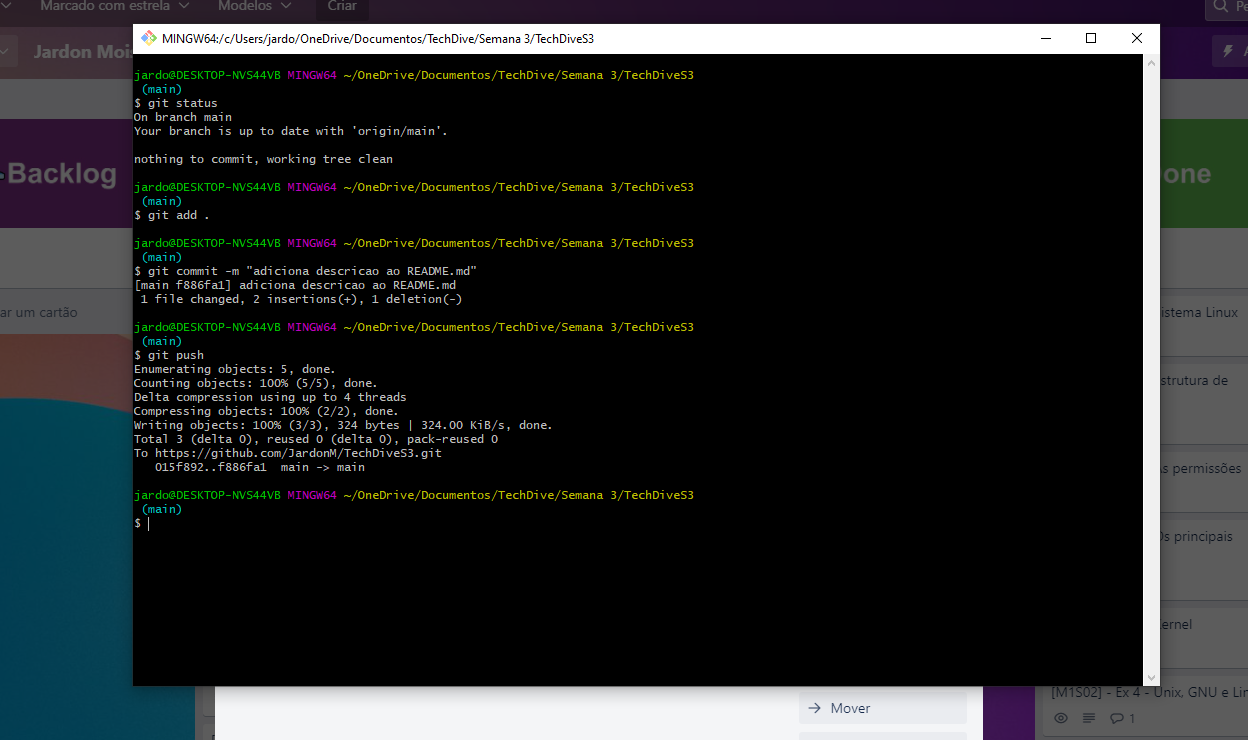 Marcado com estrela
Modelos
Criar
Jardon Mois
MINGW64:/c/Users/jardo/OneDrive/Documentos/TechDive/Semana 3/TechDiveS3
Backlog
ar um cartão
jardo@DESKTOP-NVS44VB MINGW64 ~/OneDrive/Documentos/TechDive/Semana 3/TechDiveS3
(main)
$ git status
On branch main
Your branch is up to date with 'origin/main'.
nothing to commit, working tree clean
jardo@DESKTOP-NVS44VB MINGW64 ~/OneDrive/Documentos/TechDive/Semana 3/TechDiveS3
(main)
$ git add .
jardo@DESKTOP-NVS44VB MINGW64 ~/OneDrive/Documentos/TechDive/Semana 3/TechDiveS3
(main)
$ git commit -m "adiciona descricao ao README.md"
[main f886fa1] adiciona descricao ao README.md
1 file changed, 2 insertions(+), 1 deletion(-)
jardo@DESKTOP-NVS44VB MINGW64 ~/OneDrive/Documentos/TechDive/Semana 3/TechDiveS3
(main)
$ git push
Enumerating objects: 5, done.
Counting objects: 100% (5/5), done.
Delta compression using up to 4 threads
Compressing objects: 100% (2/2), done.
Writing objects: 100% (3/3), 324 bytes | 324.00 KiB/s, done.
Total 3 (delta 0), reused 0 (delta 0), pack-reused 0
To https://github.com/JardonM/TechDiveS3.git
015f892..f886fa1 main -> main
jardo@DESKTOP-NVS44VB MINGW64 ~/OneDrive/Documentos/TechDive/Semana 3/TechDiveS3
(main)
$
one
istema Linux
strutura de
s permissões
Os principais
ernel
[M1S02] - Ex 4 - Unix, GNU e Lin
1
Mover